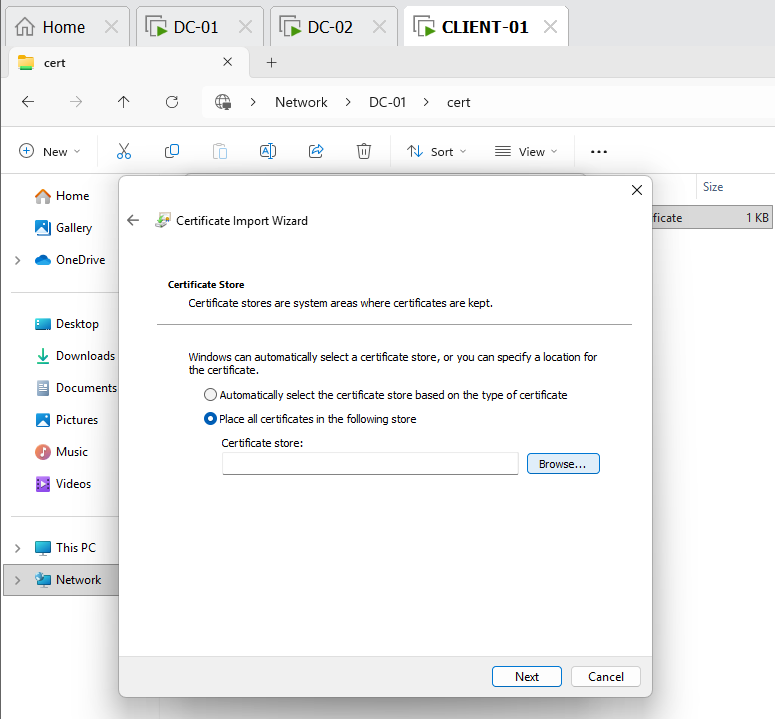 Home
DC-01
DC-02
CLIENT-01
cert
Network
DC-01
cert
New
Sort
View
Home
Gallery
OneDrive
Desktop
Downloads
Documents
Pictures
Music
Videos
This PC
Network
Size
ificate
1 KB
Certificate Import Wizard
Certificate Store
Certificate stores are system areas where certificates are kept.
Windows can automatically select a certificate store, or you can specify a location for
the certificate.
Automatically select the certificate store based on the type of certificate
Place all certificates in the following store
Certificate store:
Browse...
Next
Cancel